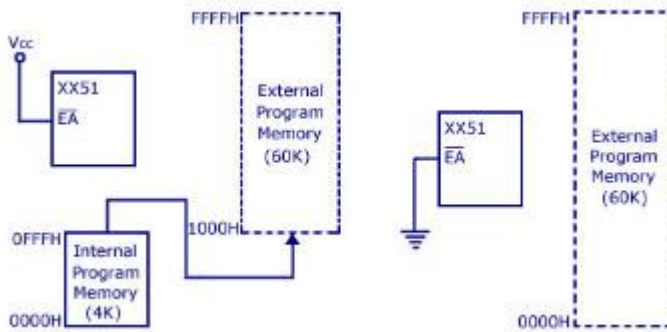 FFFFH
Vcc
XX51
EA
External
Program
Memory
(60K)
1000H
0FFFH
Internal
Program
Memory
(4K)
0000H
FFFFH
XX51
EA
External
Program
Memory
(60K)
0000H